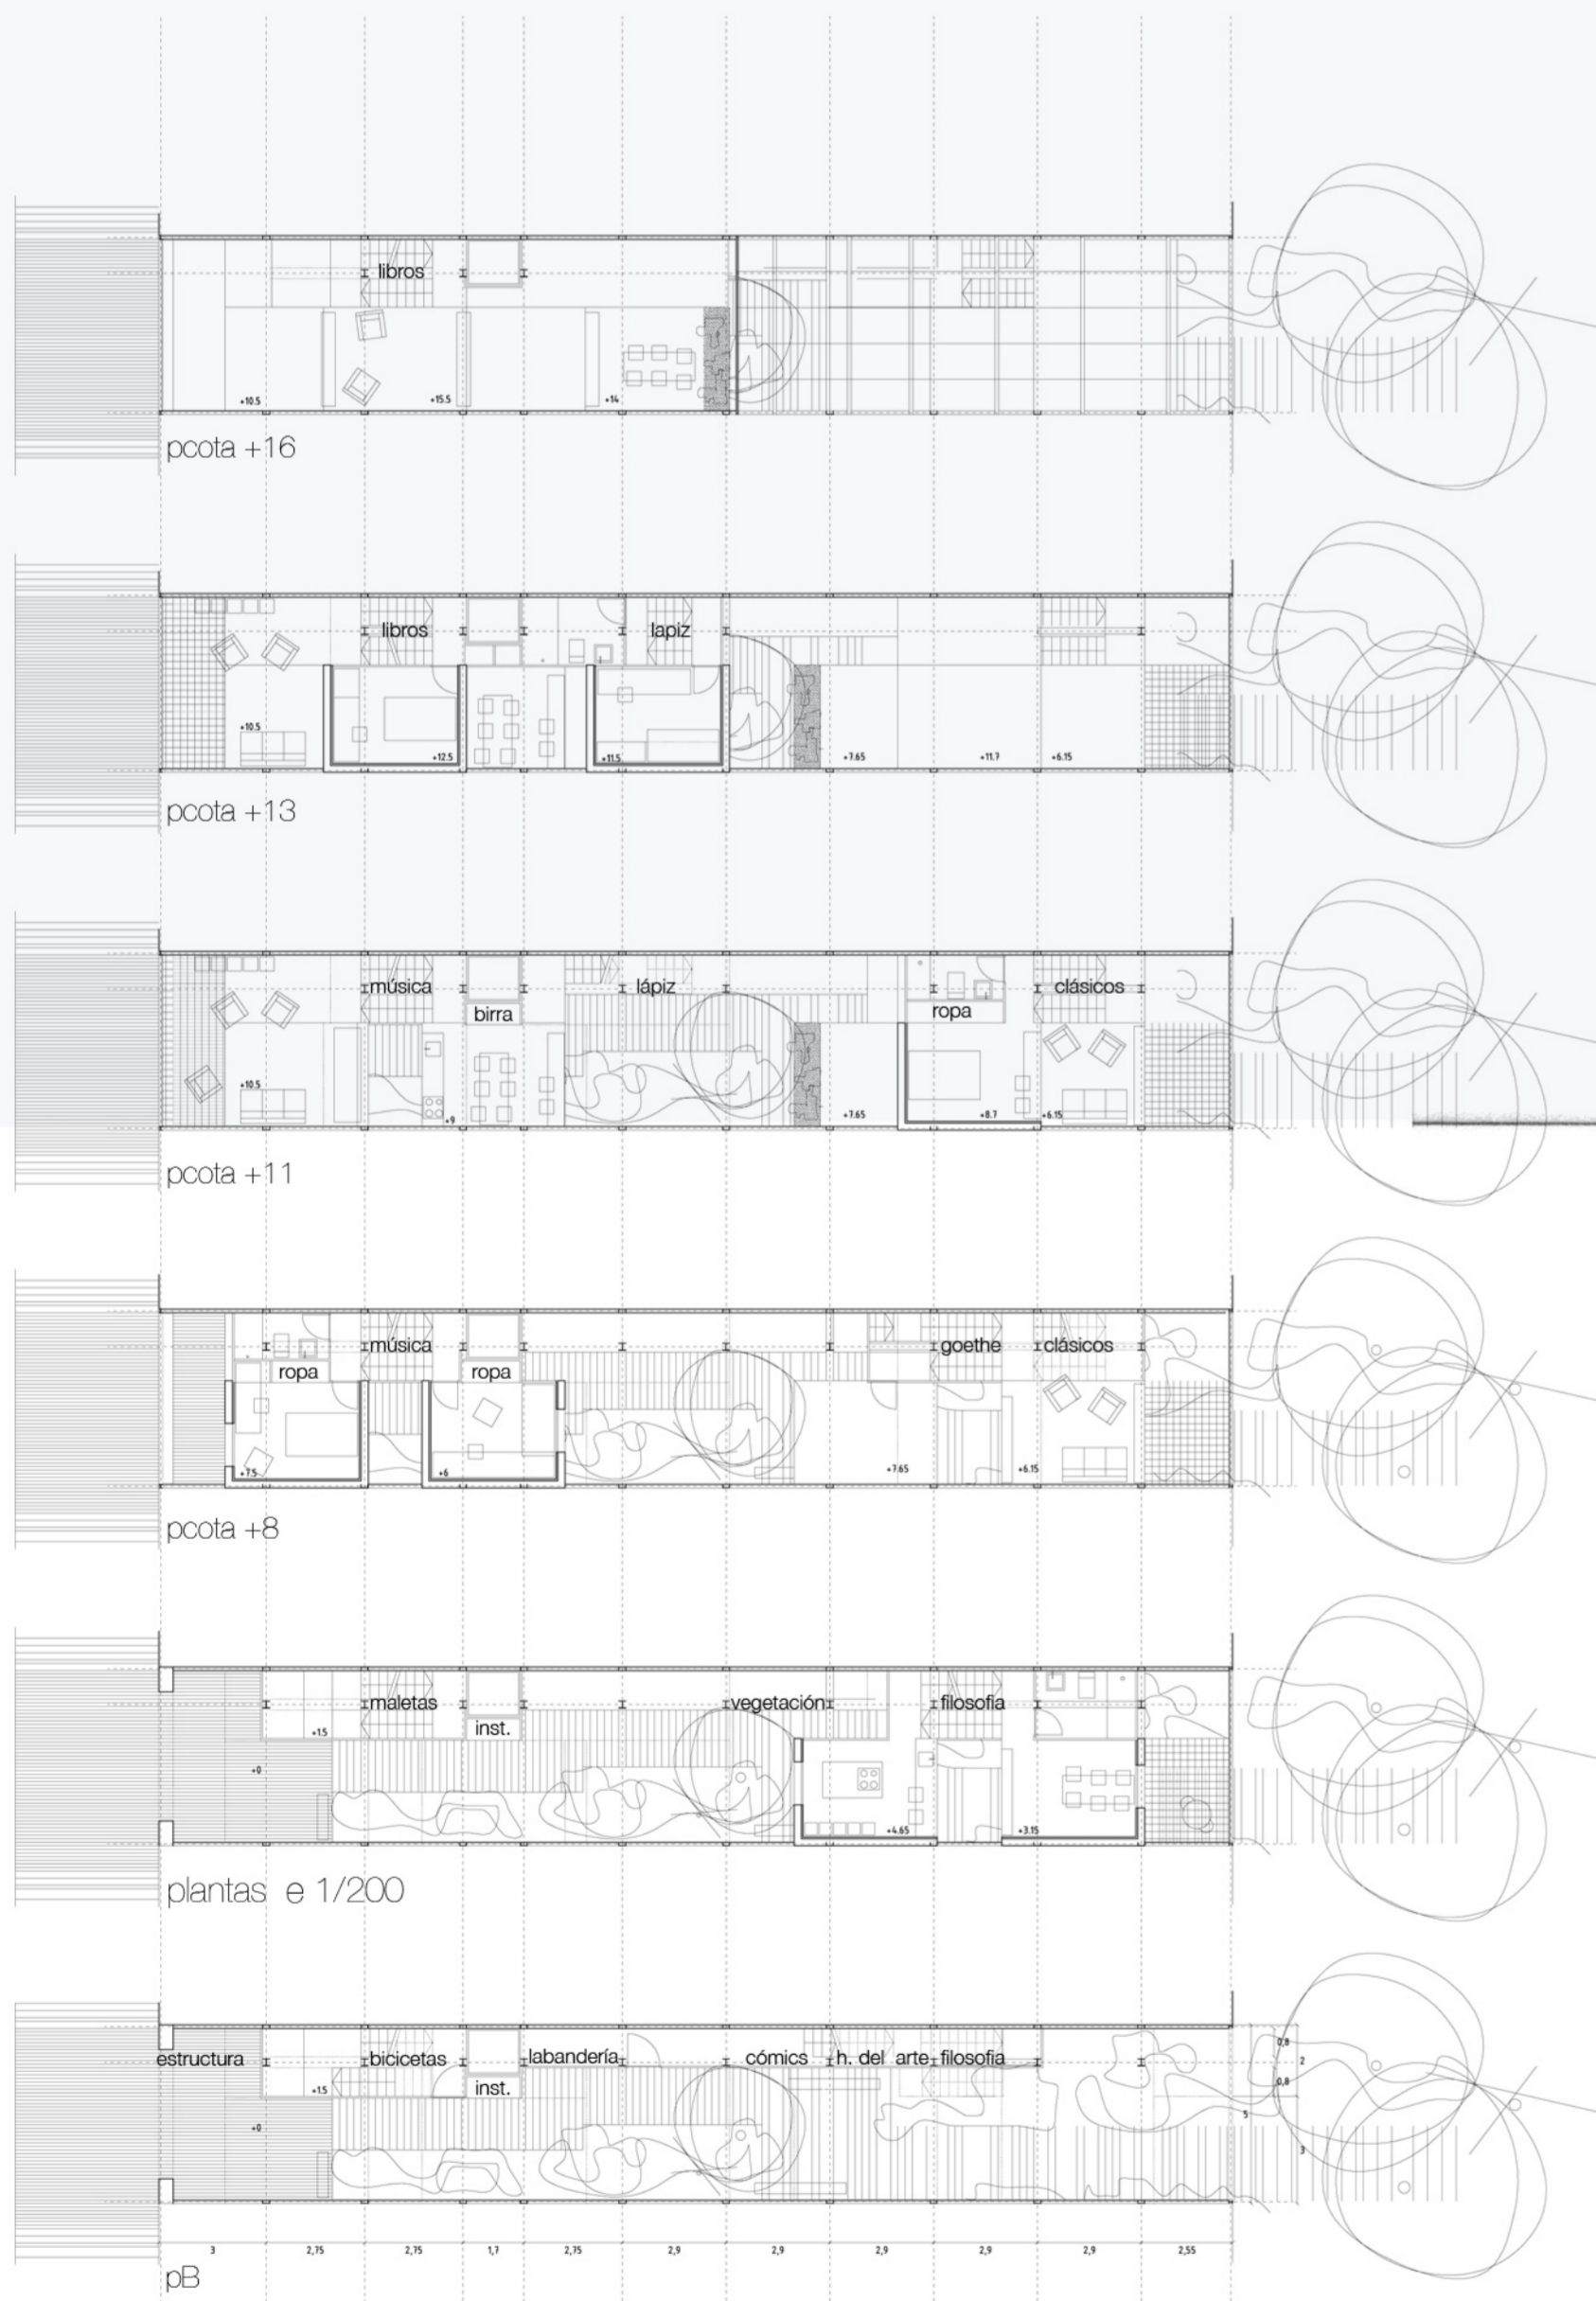 libros
+10.5 +15.5 +14
pcota +16
libros lapiz
+10.5 +12.5 +11.5 +7.65 +11.7 +6.15
pcota +13
música lápiz clásicos
birra ropa
+10.5 +9 +7.65 +8.7 +6.15
pcota +11
música goethe clásicos
ropa ropa
+7.5 +6 +7.65 +6.15
pcota +8
maletas vegetación filosofia
+1.5 inst.
+0
+4.65 +3.15
plantas e 1/200
estructura bicicetas labandería cómics h. del arte filosofia
0,8
2
0,8
+1.5 inst.
+0 5
3
3 2,75 2,75 1,7 2,75 2,9 2,9 2,9 2,9 2,9 2,55
pB